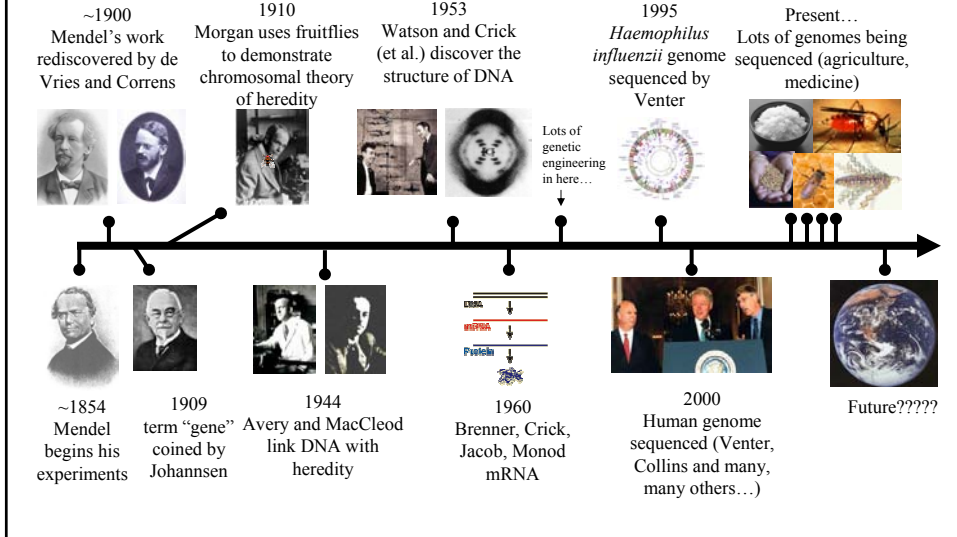 ~1900
Mendel's work
rediscovered by de
Vries and Correns
1910
Morgan uses fruitflies
to demonstrate
chromosomal theory
of heredity
1953
Watson and Crick
(et al.) discover the
structure of DNA
Lots of
genetic
engineering
in here…
1995
Haemophilus
influenzii genome
sequenced by
Venter
Present…
Lots of genomes being
sequenced (agriculture,
medicine)
~1854
Mendel
begins his
experiments
1909
term “gene”
coined by
Johannsen
1944
Avery and MacCleod
link DNA with
heredity
DNA
mRNA
Protein
1960
Brenner, Crick,
Jacob, Monod
mRNA
2000
Human genome
sequenced (Venter,
Collins and many,
many others…)
Future?????